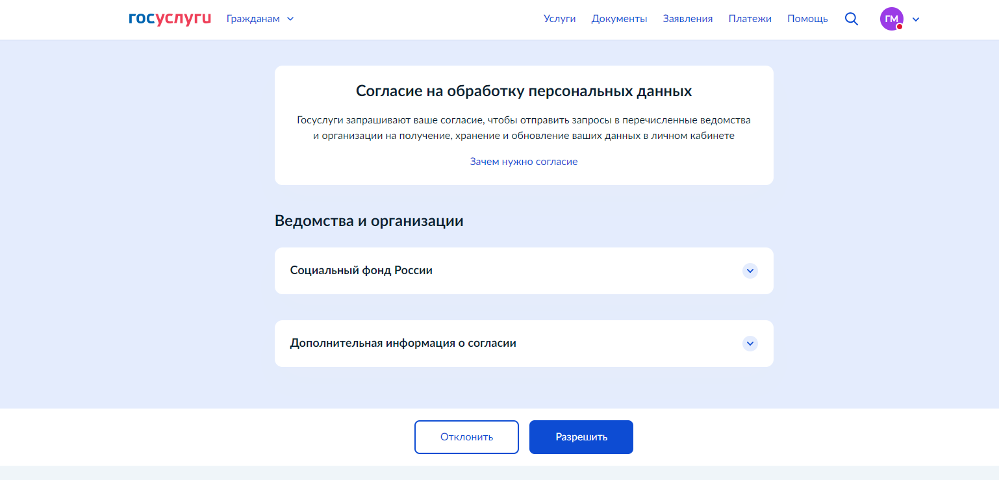 госуслуги
Гражданам
Услуги
Документы
Заявления
Платежи
Помощь
ГМ
Согласие на обработку персональных данных
Госуслуги запрашивают ваше согласие, чтобы отправить запросы в перечисленные ведомства
и организации на получение, хранение и обновление ваших данных в личном кабинете
Зачем нужно согласие
Ведомства и организации
Социальный фонд России
Дополнительная информация о согласии
Отклонить
Разрешить